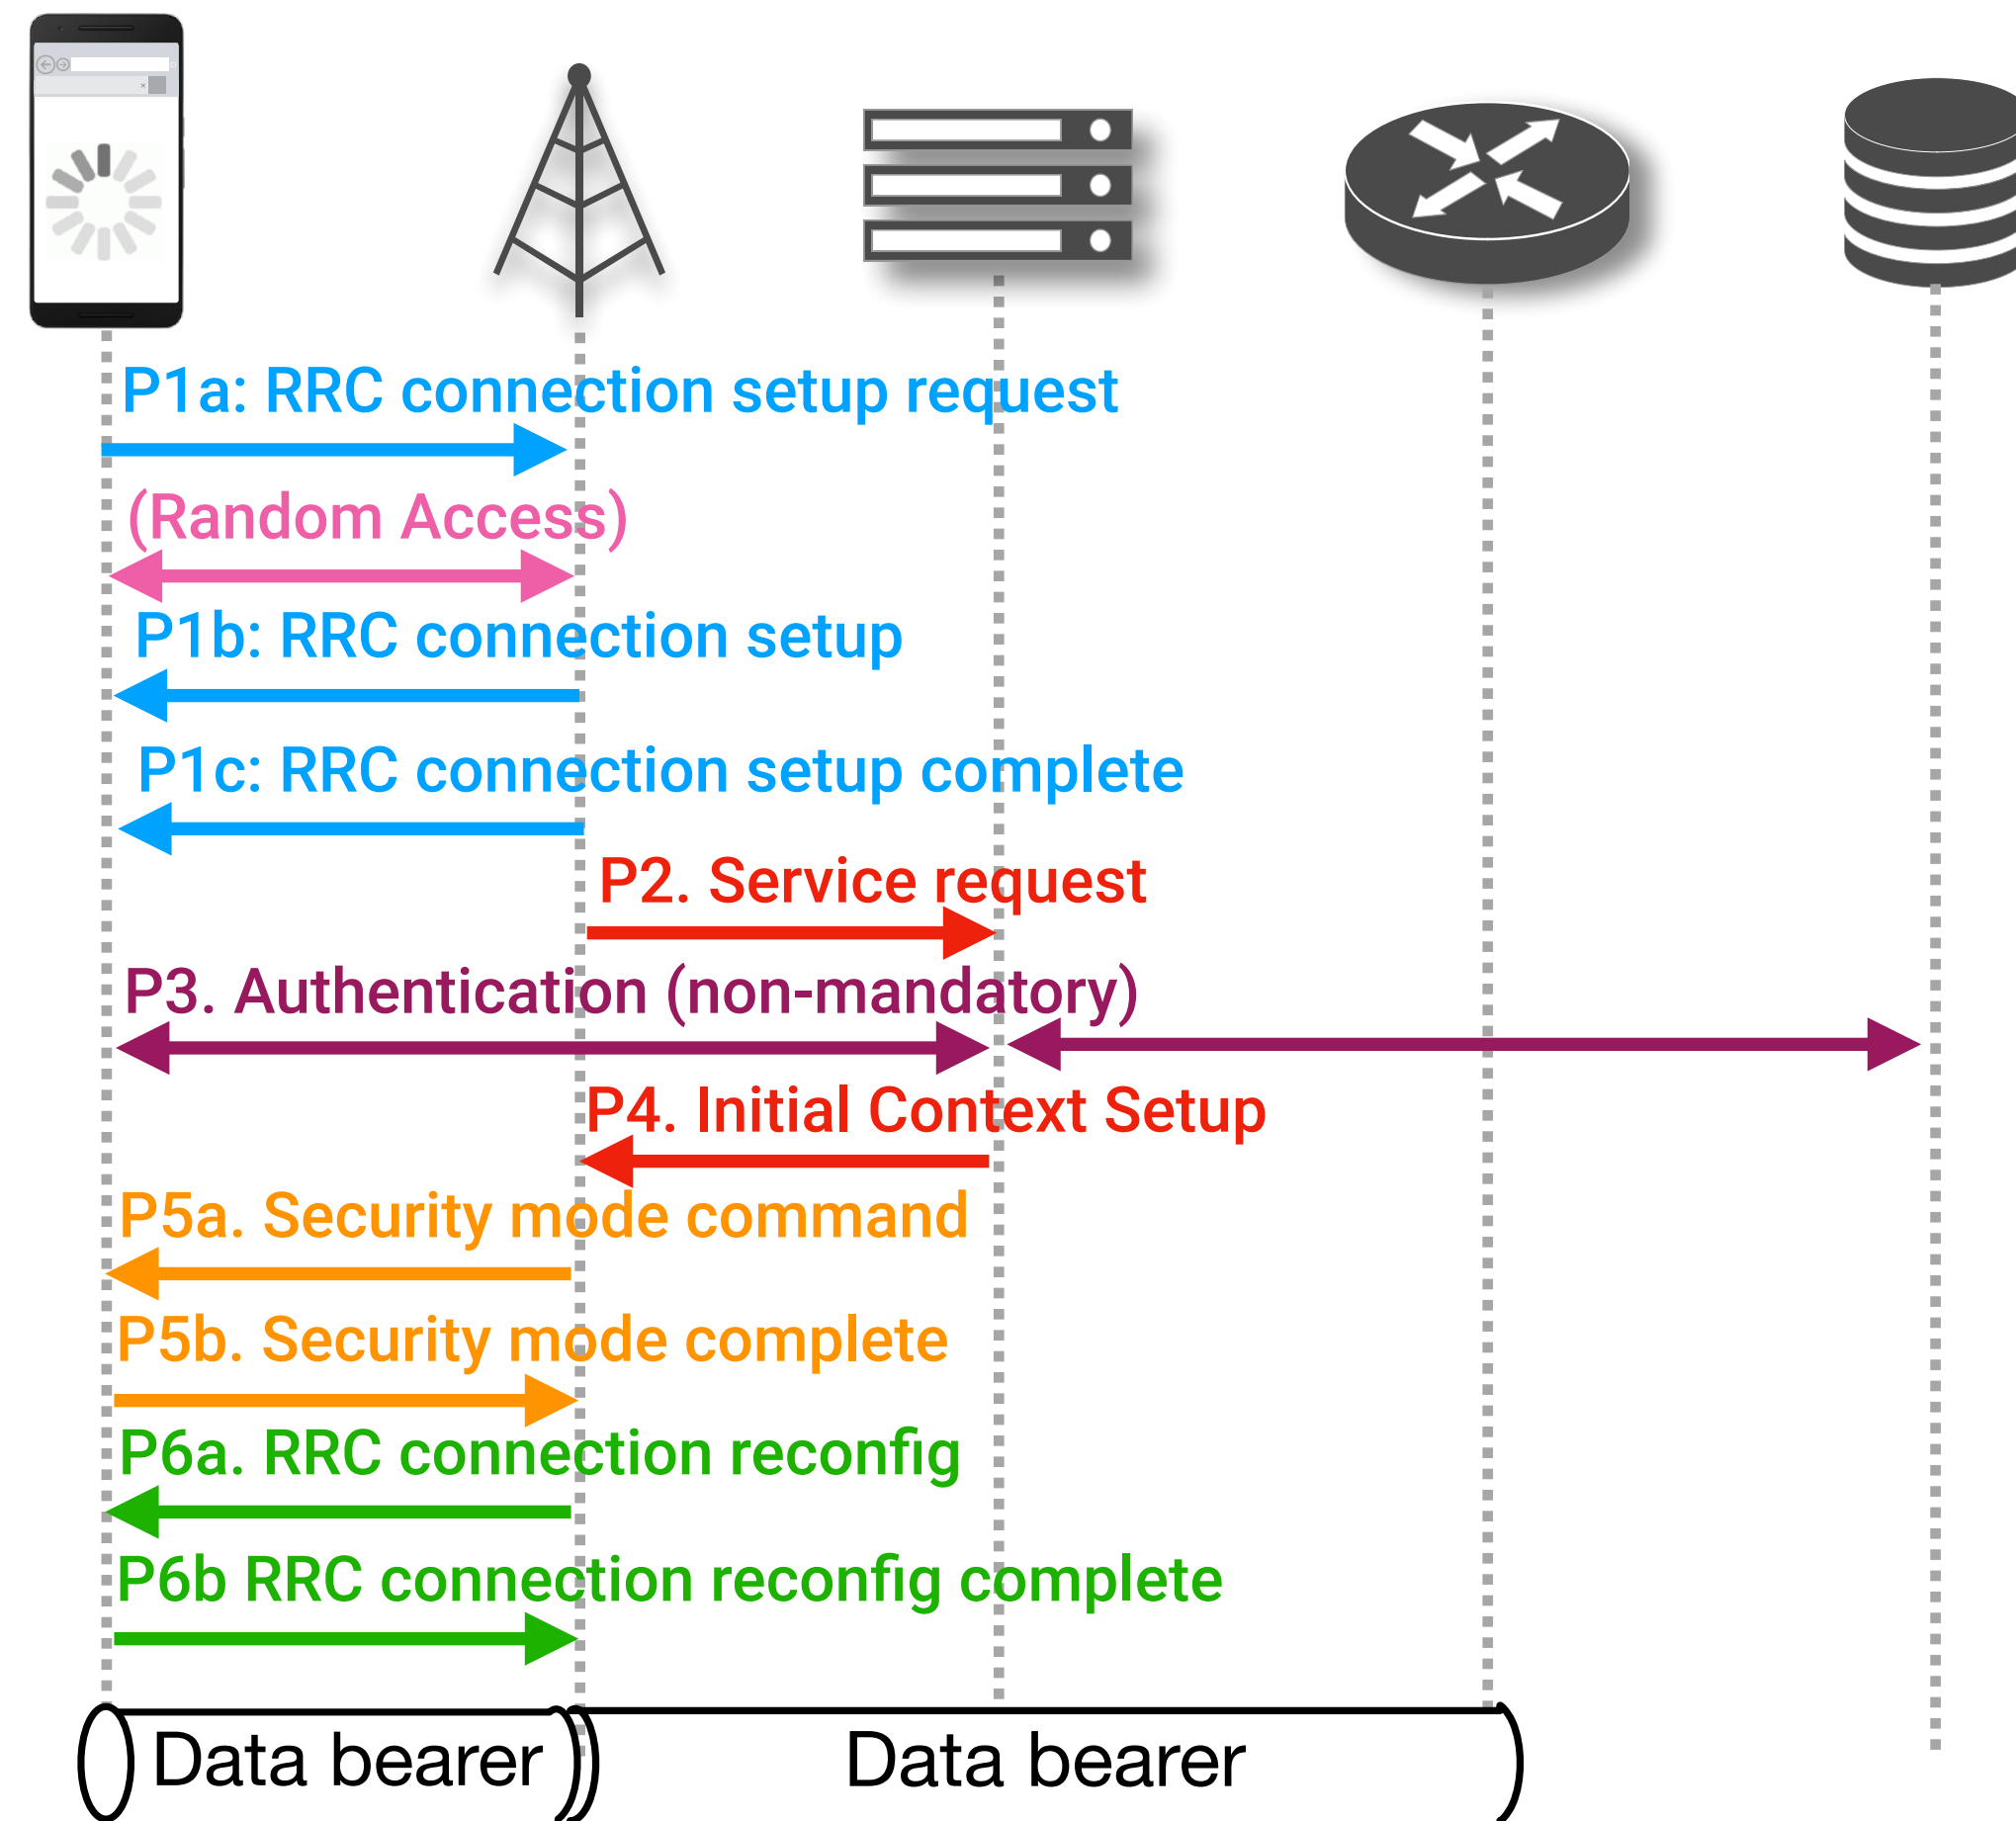 P1a: RRC connection setup request
(Random Access)
P1b: RRC connection setup
P1c: RRC connection setup complete
P2. Service request
P3. Authentication (non-mandatory)
P4. Initial Context Setup
P5a. Security mode command
P5b. Security mode complete
P6a. RRC connection reconfig
P6b RRC connection reconfig complete
Data bearer
Data bearer